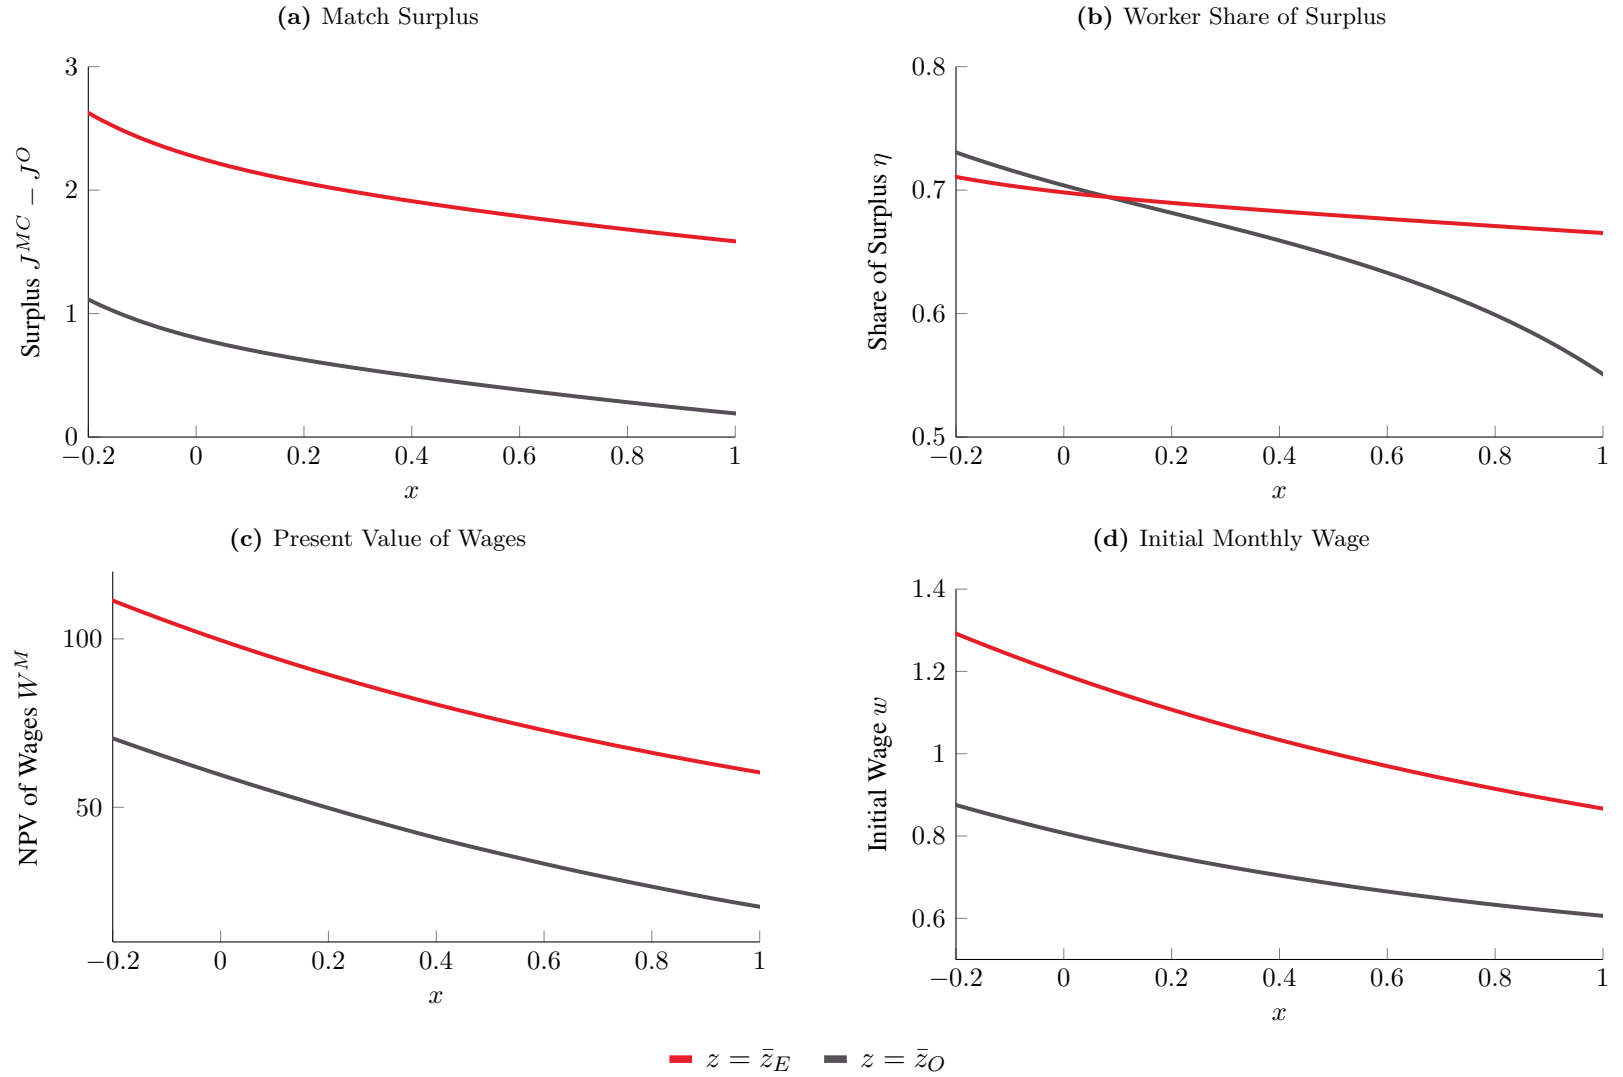 (a) Match Surplus
3
2
1
0
Surplus J^{MC} − J^O
−0.2 0 0.2 0.4 0.6 0.8 1
x
(b) Worker Share of Surplus
0.8
0.7
0.6
0.5
Share of Surplus η
−0.2 0 0.2 0.4 0.6 0.8 1
x
(c) Present Value of Wages
100
50
NPV of Wages W^M
−0.2 0 0.2 0.4 0.6 0.8 1
x
(d) Initial Monthly Wage
1.4
1.2
1
0.8
0.6
Initial Wage w
−0.2 0 0.2 0.4 0.6 0.8 1
x
z = z̄_E z = z̄_O